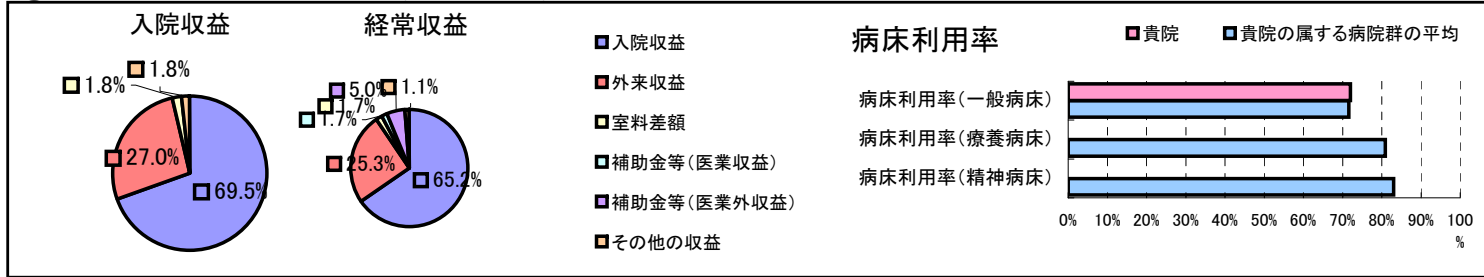 入院収益
1.8%
1.8%
27.0%
69.5%
経常収益
5.0%
1.1%
1.7%
1.7%
25.3%
65.2%
入院収益
外来収益
室料差額
補助金等(医業収益)
補助金等(医業外収益)
その他の収益
病床利用率
貴院
貴院の属する病院群の平均
病床利用率(一般病床)
病床利用率(療養病床)
病床利用率(精神病床)
0% 10% 20% 30% 40% 50% 60% 70% 80% 90% 100
%